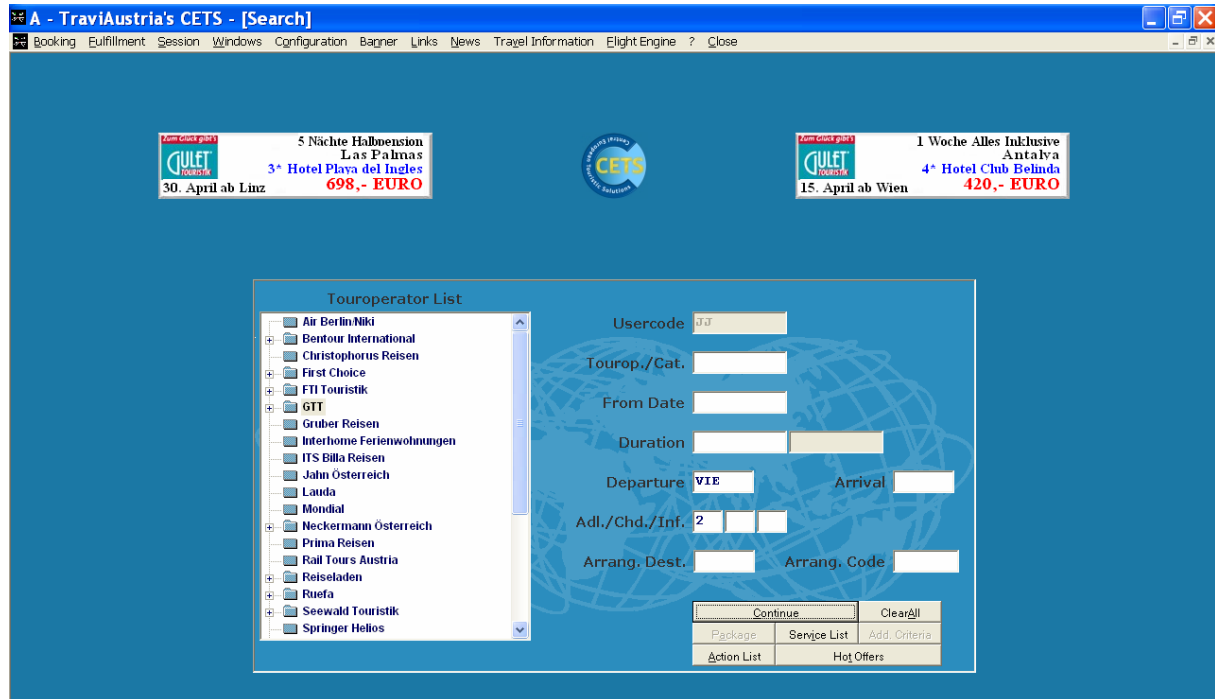 A - TraviAustria's CETS - [Search]
Booking Fulfillment Session Windows Configuration Banner Links News Travel Information Flight Engine ? Close
Zum Glück gibt's
GULET
TOURISTIK
5 Nächte Halbpension
Las Palmas
3* Hotel Playa del Ingles
30. April ab Linz 698,- EURO
Central European
CETS
Touristic Solutions
Zum Glück gibt's
GULET
TOURISTIK
1 Woche Alles Inklusive
Antalya
4* Hotel Club Belinda
15. April ab Wien 420,- EURO
Touroperator List
Air Berlin/Niki
Bentour International
Christophorus Reisen
First Choice
FTI Touristik
GTT
Gruber Reisen
Interhome Ferienwohnungen
ITS Billa Reisen
Jahn Österreich
Lauda
Mondial
Neckermann Österreich
Prima Reisen
Rail Tours Austria
Reiseladen
Ruefa
Seewald Touristik
Springer Helios
Usercode JJ
Tourop./Cat.
From Date
Duration
Departure VIE Arrival
Adl./Chd./Inf. 2
Arrang. Dest. Arrang. Code
Continue ClearAll
Package Service List Add. Criteria
Action List Hot Offers